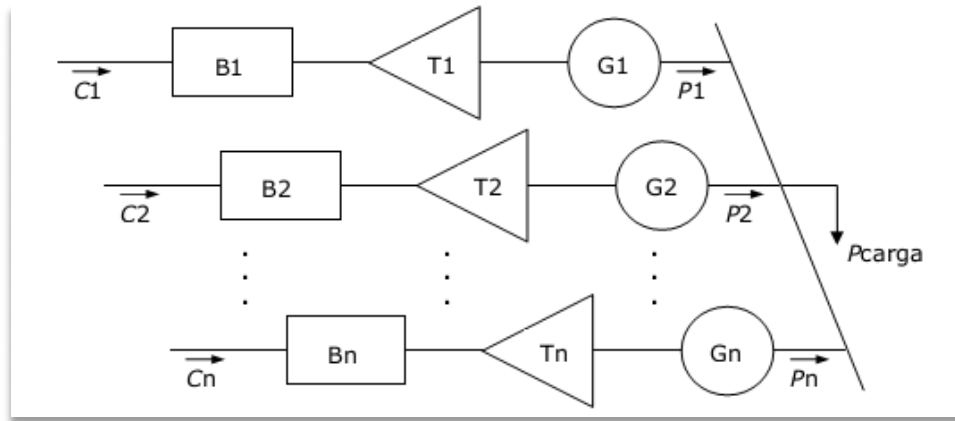 C1 B1 T1 G1 P1
C2 B2 T2 G2 P2
Pcarga
Cn Bn Tn Gn Pn